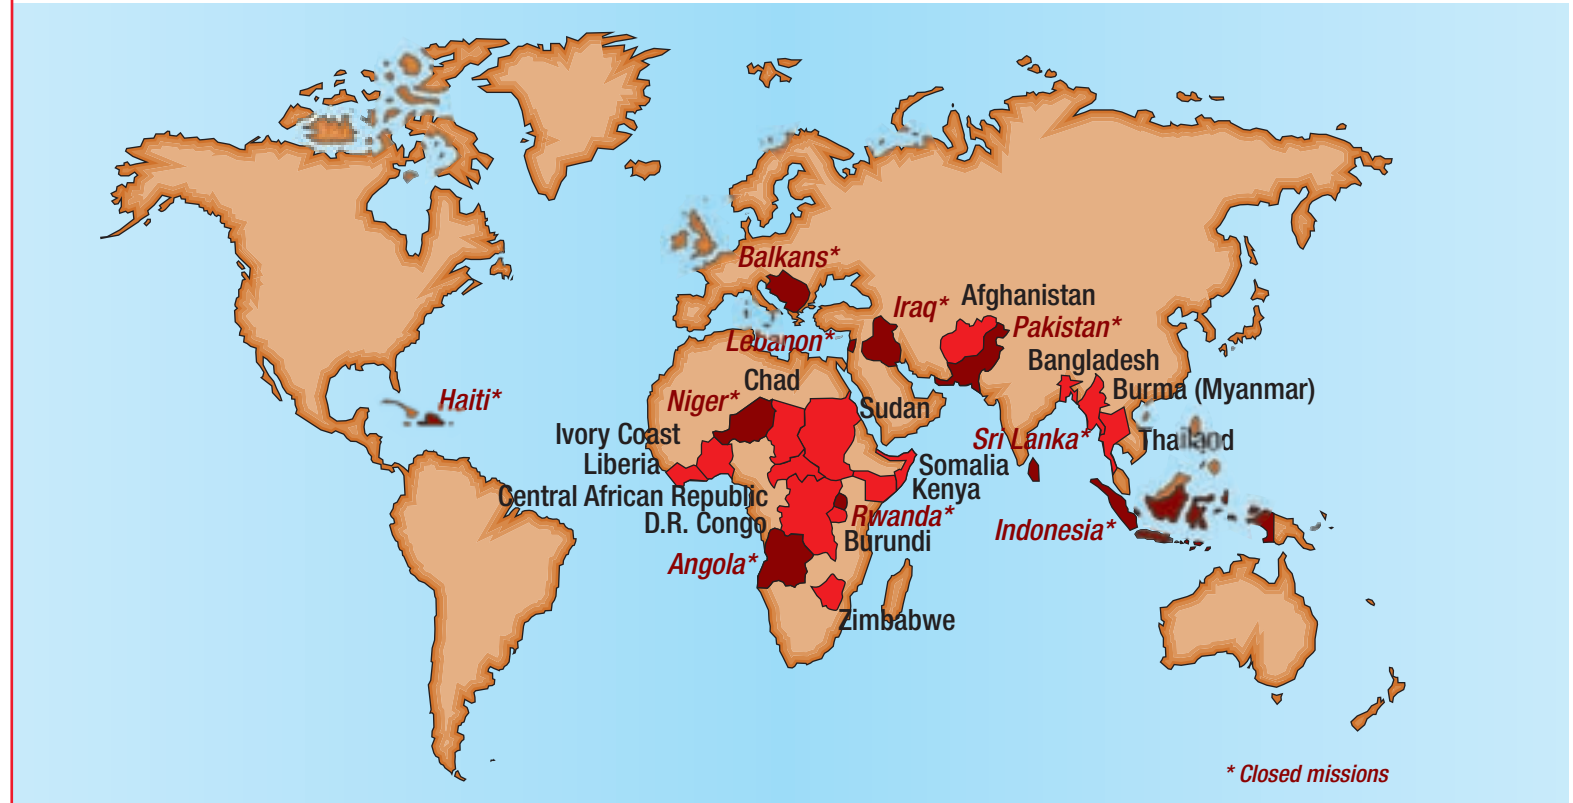 Balkans*
Afghanistan
Iraq*
Pakistan*
Lebanon*
Bangladesh
Chad
Burma (Myanmar)
Haiti*
Niger*
Sudan
Ivory Coast
Sri Lanka*
Thailand
Liberia
Somalia
Central African Republic
Kenya
Rwanda*
D.R. Congo
Indonesia*
Burundi
Angola*
Zimbabwe
* Closed missions